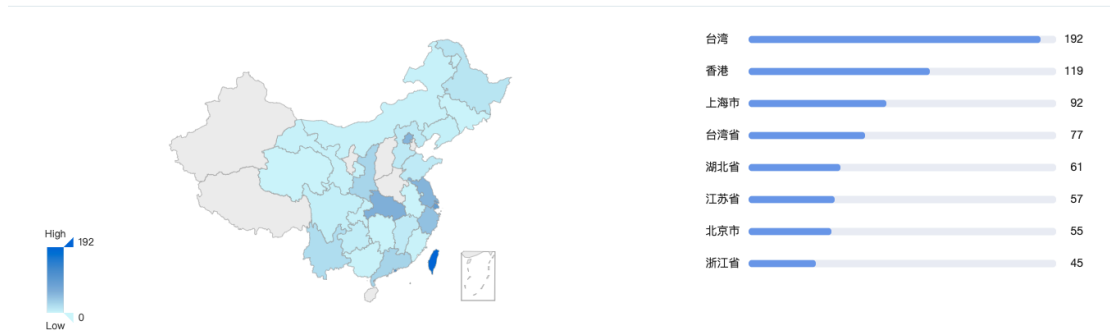 High
192
0
Low
台湾 192
香港 119
上海市 92
台湾省 77
湖北省 61
江苏省 57
北京市 55
浙江省 45